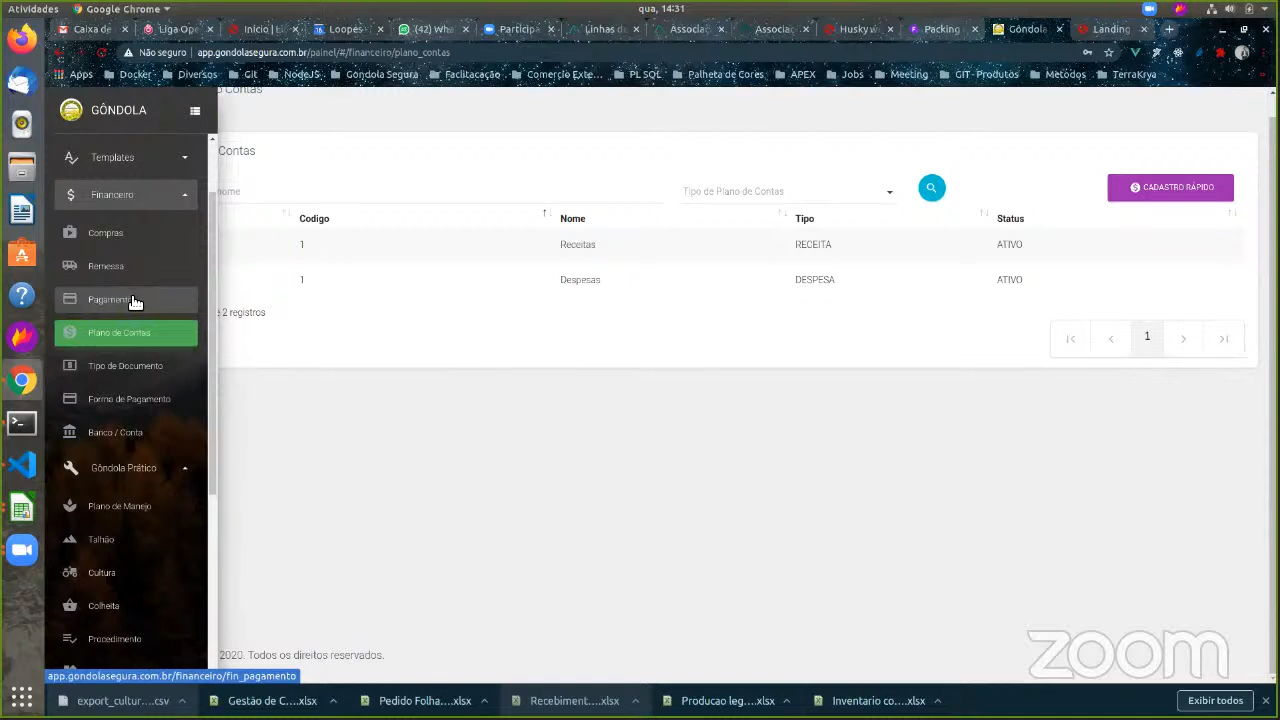 Atividades Google Chrome qua, 14:31
Caixa de Liga Ope Início | E Loopes (4) Wha Particip Linhas d Associaç Associaç Husky w Packing Gôndol Landing
Não seguro app.gondolasegura.com.br/painel/#/financeiro/plano_contas
Apps Docker Diversos Git NodeJS Gôndola Segura Faclitacação Comercio Exte... PL SQL Palheta de Cores APEX Jobs Meeting GIT- Produtos Metodos TerraKrya
Contas
GÔNDOLA
Contas
Templates
Financeiro
nome
Tipo de Plano de Contas
CADASTRO RÁPIDO
Codigo Nome Tipo Status
1 Receitas RECEITA ATIVO
1 Despesas DESPESA ATIVO
e 2 registros
1
Compras
Remessa
Pagamento
Plano de Contas
Tipo de Documento
Forma de Pagamento
Banco / Conta
Gôndola Prático
Plano de Manejo
Talhão
Cultura
Colheita
Procedimento
2020. Todos os direitos reservados.
zoom
app.gondolasegura.com.br/financeiro/fin_pagamento
export_cultur....csv Gestão de C....xlsx Pedido Folha....xlsx Recebiment....xlsx Producao leg....xlsx Inventario co....xlsx Exibir todos